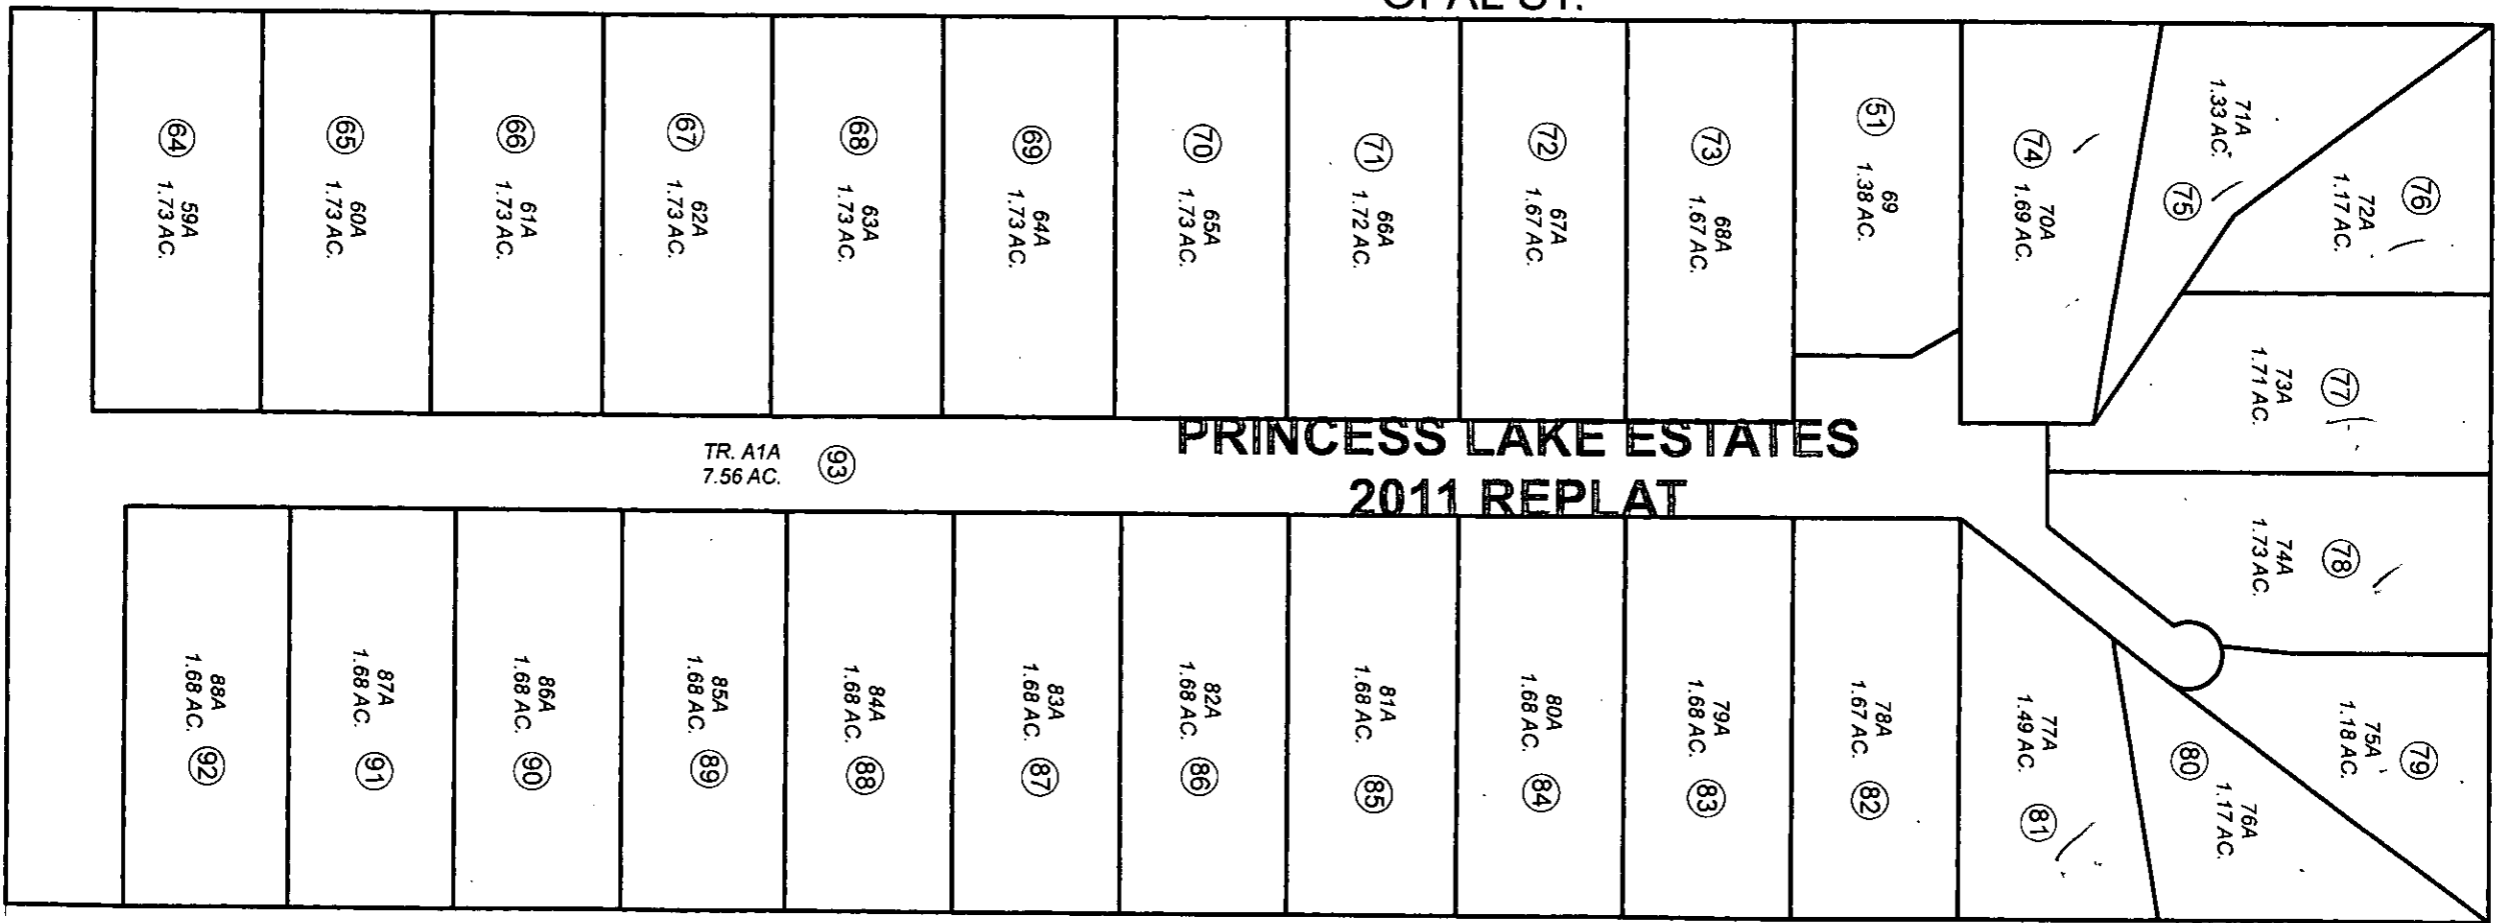 OPAL ST.
64
59A
1.73 AC.
65
60A
1.73 AC.
66
61A
1.73 AC.
67
62A
1.73 AC.
68
63A
1.73 AC.
69
64A
1.73 AC.
70
65A
1.73 AC.
71
66A
1.72 AC.
72
67A
1.67 AC.
73
68A
1.67 AC.
51
69
1.38 AC.
74
70A
1.69 AC.
71A
1.33 AC.
75
76
72A
1.17 AC.
77
73A
1.71 AC.
78
74A
1.73 AC.
TR. A1A
7.56 AC.
93
PRINCESS LAKE ESTATES
2011 REPLAT
88A
1.68 AC.
92
87A
1.68 AC.
91
86A
1.68 AC.
90
85A
1.68 AC.
89
84A
1.68 AC.
88
83A
1.68 AC.
87
82A
1.68 AC.
86
81A
1.68 AC.
85
80A
1.68 AC.
84
79A
1.68 AC.
83
78A
1.67 AC.
82
77A
1.49 AC.
81
80
76A
1.17 AC.
75A
1.18 AC.
79